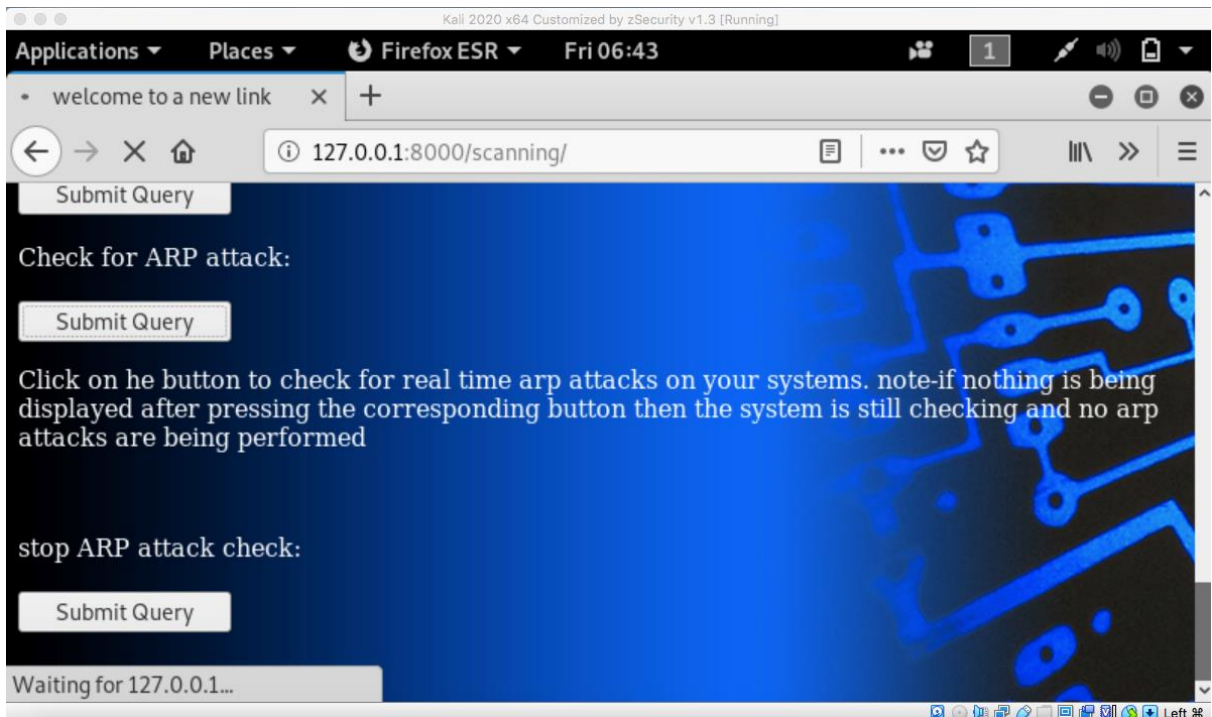 Kali 2020 x64 Customized by zSecurity v1.3 [Running]
Applications Places Firefox ESR Fri 06:43 1
welcome to a new link
127.0.0.1:8000/scanning/
Submit Query
Check for ARP attack:
Submit Query
Click on he button to check for real time arp attacks on your systems. note-if nothing is being
displayed after pressing the corresponding button then the system is still checking and no arp
attacks are being performed
stop ARP attack check:
Submit Query
Waiting for 127.0.0.1...
Left ⌘